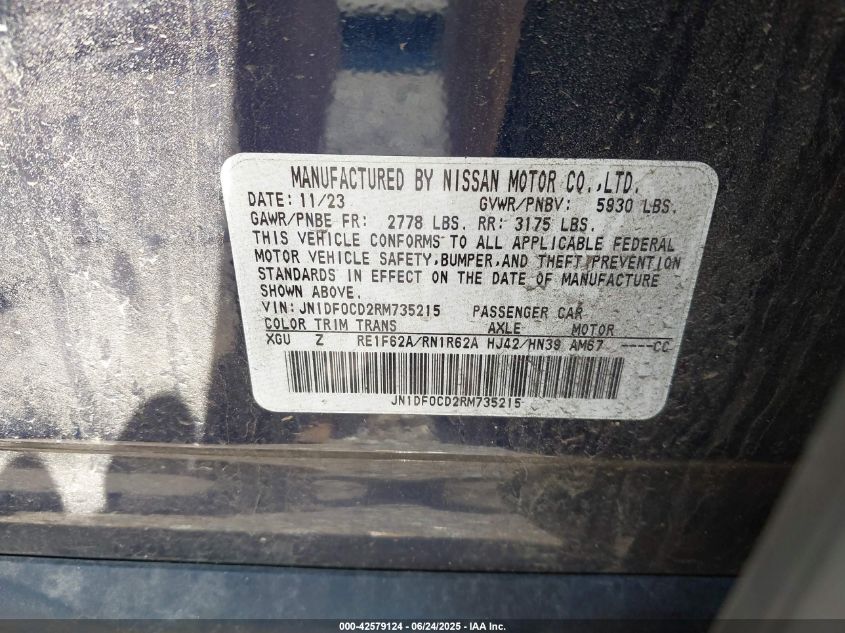 MANUFACTURED BY NISSAN MOTOR CO.,LTD.
DATE: 11/23 GVWR/PNBV: 5930 LBS.
GAWR/PNBE FR: 2778 LBS. RR: 3175 LBS.
THIS VEHICLE CONFORMS TO ALL APPLICABLE FEDERAL
MOTOR VEHICLE SAFETY,BUMPER,AND THEFT PREVENTION
STANDARDS IN EFFECT ON THE DATE OF MANUFACTURE
SHOWN ABOVE.
VIN: JN1DF0CD2RM735215 PASSENGER CAR
COLOR TRIM TRANS AXLE MOTOR
XGU Z RE1F62A/RN1R62A HJ42/HN39 AM67 ----CC
JN1DF0CD2RM735215
000-42579124 - 06/24/2025 - IAA Inc.